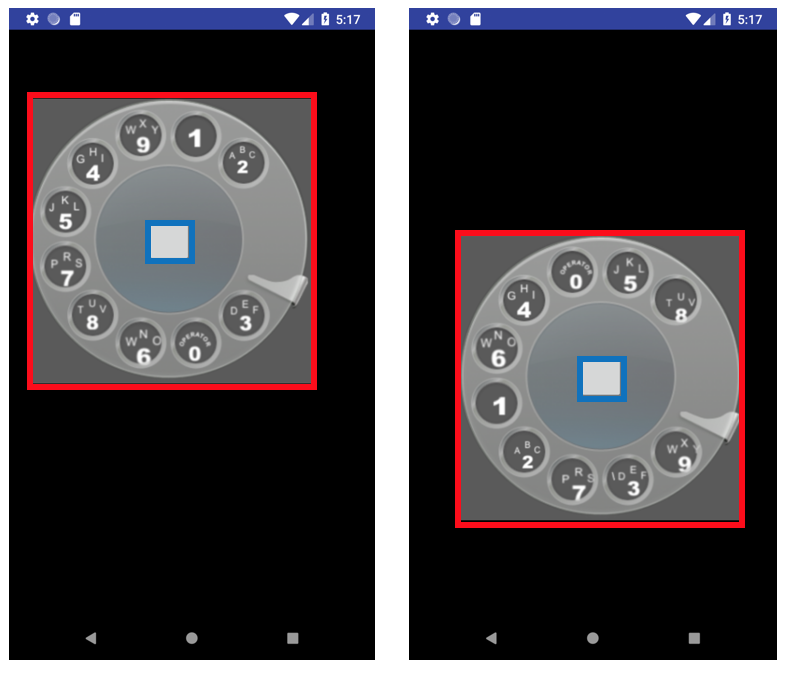 5:17
W X Y
9
1
A B C
2
G H I
4
J K L
5
P R S
7
T U V
8
W N O
6
OPERATOR
0
D E F
3
5:17
OPERATOR
0
J K L
5
T U V
8
G H I
4
W N O
6
1
A B C
2
P R S
7
\ D E F
3
W X
9